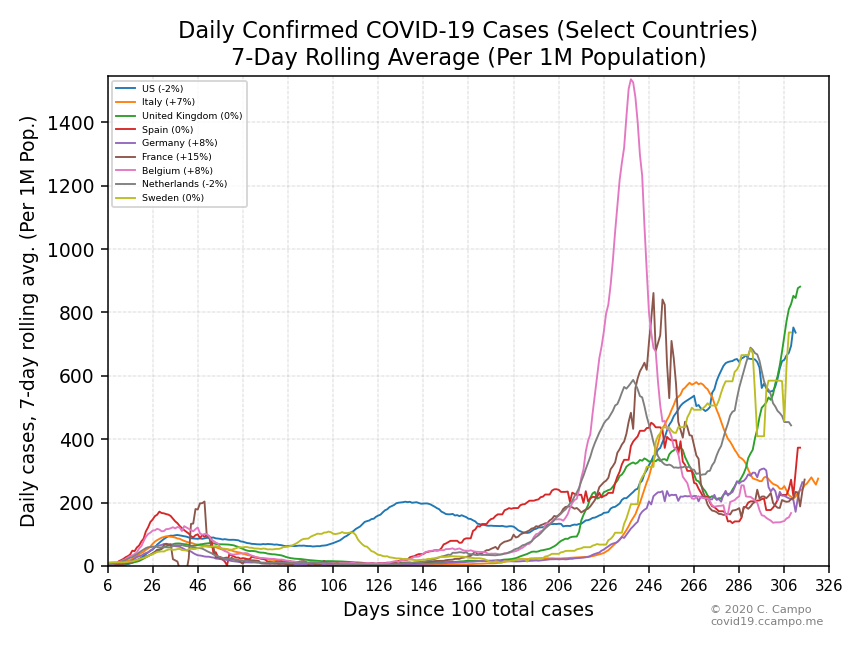 Daily Confirmed COVID-19 Cases (Select Countries)
7-Day Rolling Average (Per 1M Population)
Daily cases, 7-day rolling avg. (Per 1M Pop.)
1400
1200
1000
800
600
400
200
0
US (-2%)
Italy (+7%)
United Kingdom (0%)
Spain (0%)
Germany (+8%)
France (+15%)
Belgium (+8%)
Netherlands (-2%)
Sweden (0%)
6 26 46 66 86 106 126 146 166 186 206 226 246 266 286 306 326
Days since 100 total cases
© 2020 C. Campo
covid19.ccampo.me